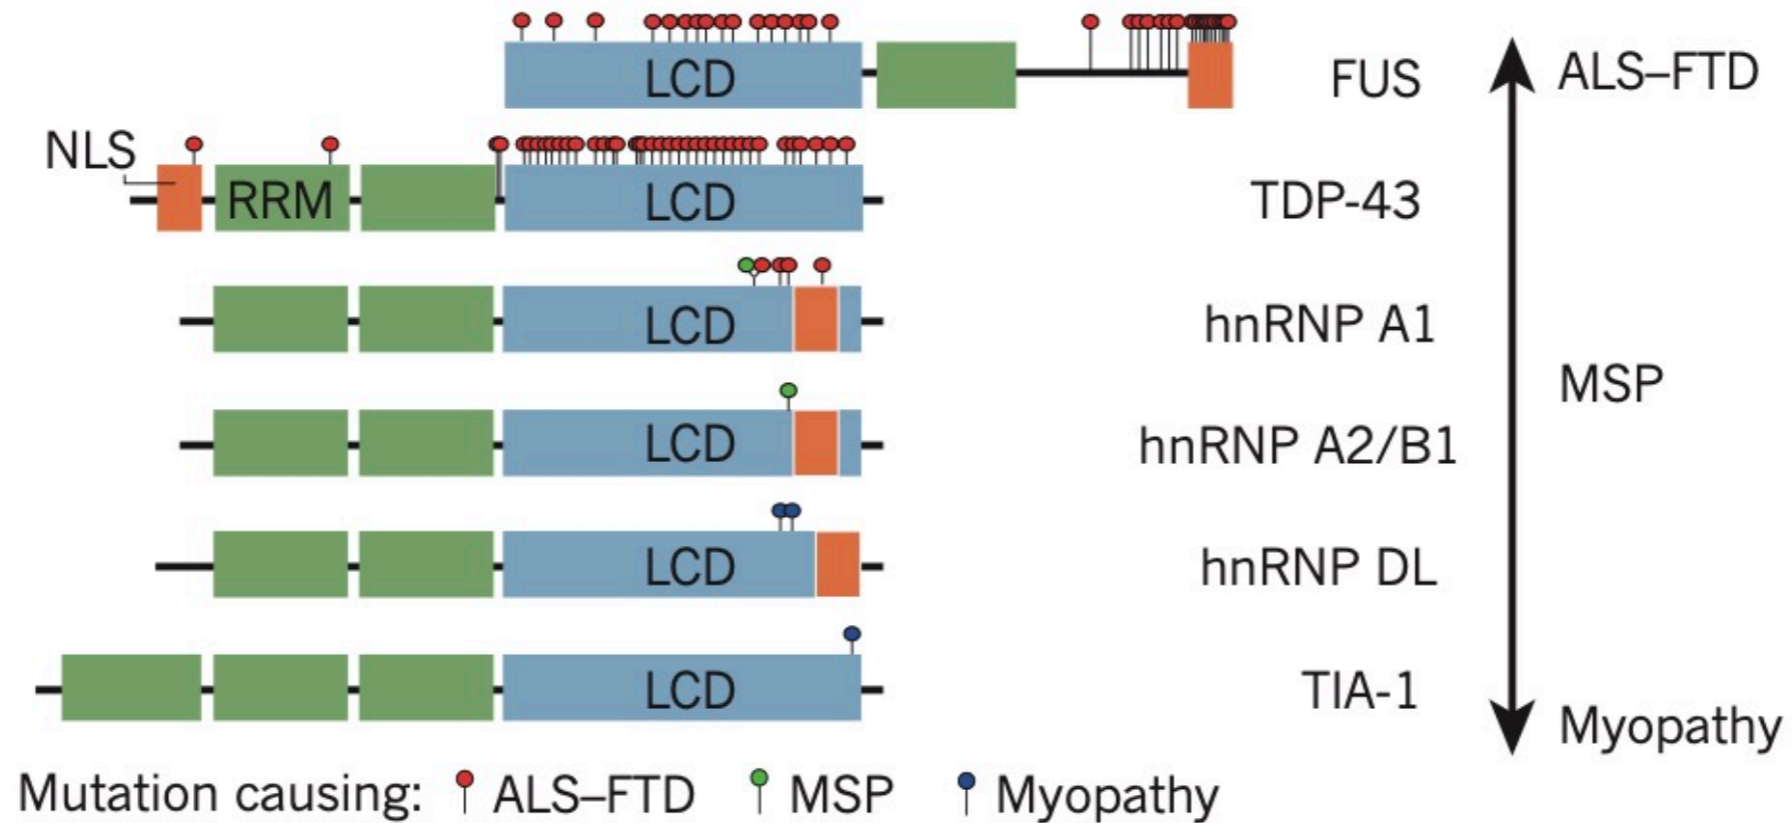 LCD FUS ALS–FTD
NLS
RRM LCD TDP-43
LCD hnRNP A1
MSP
LCD hnRNP A2/B1
LCD hnRNP DL
LCD TIA-1
Myopathy
Mutation causing: ALS–FTD MSP Myopathy